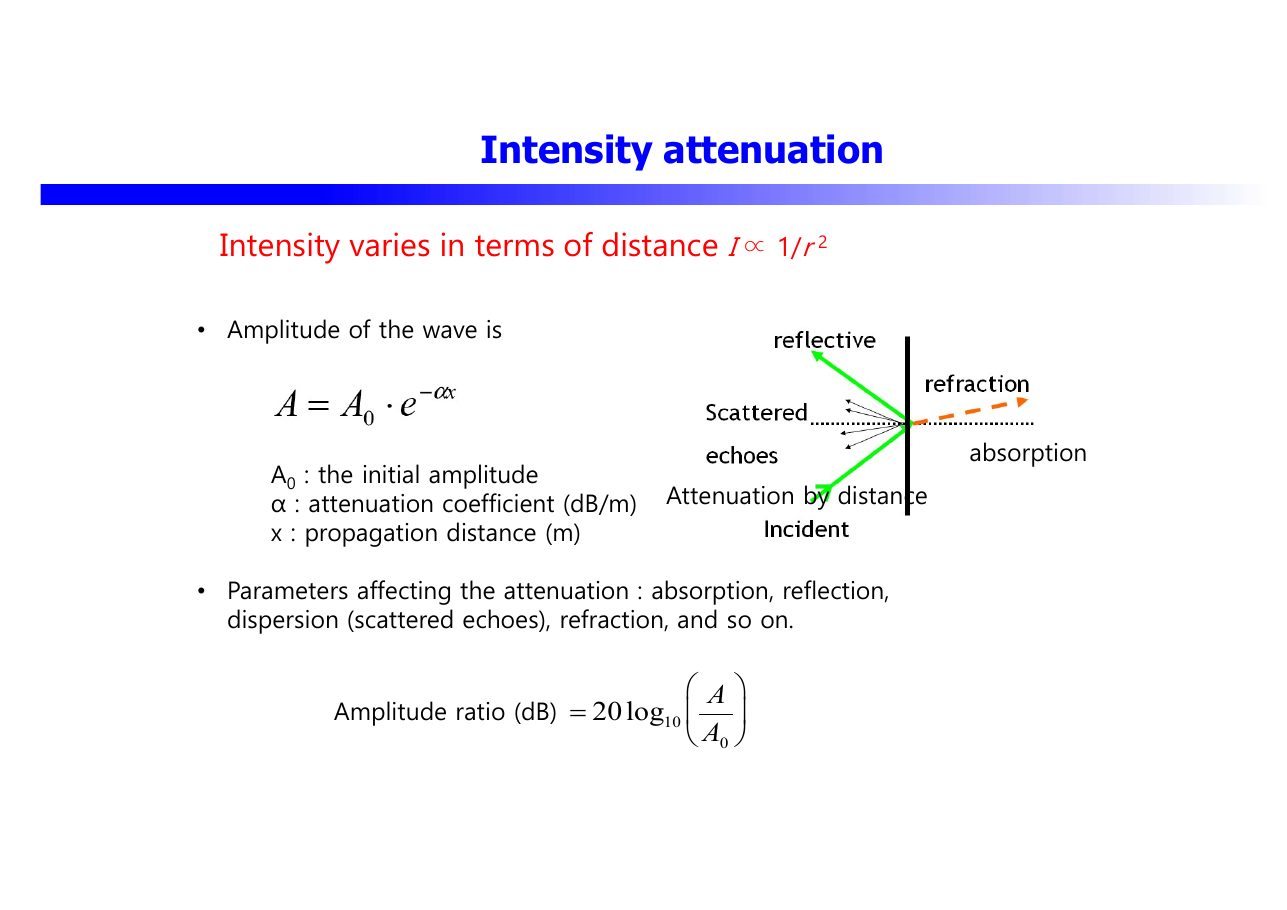 Intensity attenuation
Intensity varies in terms of distance I ∝ 1/r²
• Amplitude of the wave is
A = A₀ · e^(−αx)
A₀ : the initial amplitude
α : attenuation coefficient (dB/m)
x : propagation distance (m)
reflective
refraction
Scattered
echoes
absorption
Attenuation by distance
Incident
• Parameters affecting the attenuation : absorption, reflection,
dispersion (scattered echoes), refraction, and so on.
Amplitude ratio (dB) = 20 log₁₀ (A / A₀)